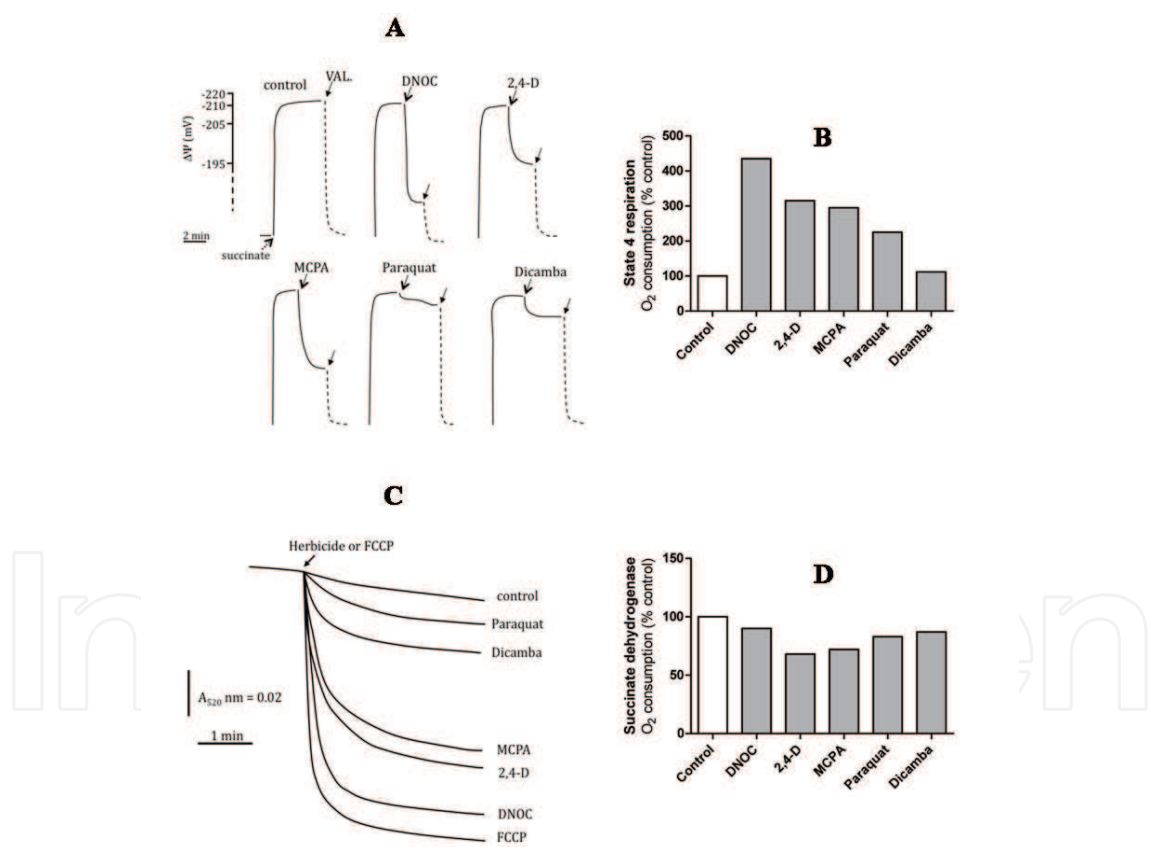 A
control
VAL.
DNOC
2,4-D
-220
-210
-205
-195
ΔΨ (mV)
2 min
succinate
MCPA
Paraquat
Dicamba
B
State 4 respiration
O2 consumption (% control)
500
400
300
200
100
0
Control
DNOC
2,4-D
MCPA
Paraquat
Dicamba
C
Herbicide or FCCP
control
Paraquat
Dicamba
A520 nm = 0.02
1 min
MCPA
2,4-D
DNOC
FCCP
D
Succinate dehydrogenase
O2 consumption (% control)
150
100
50
0
Control
DNOC
2,4-D
MCPA
Paraquat
Dicamba